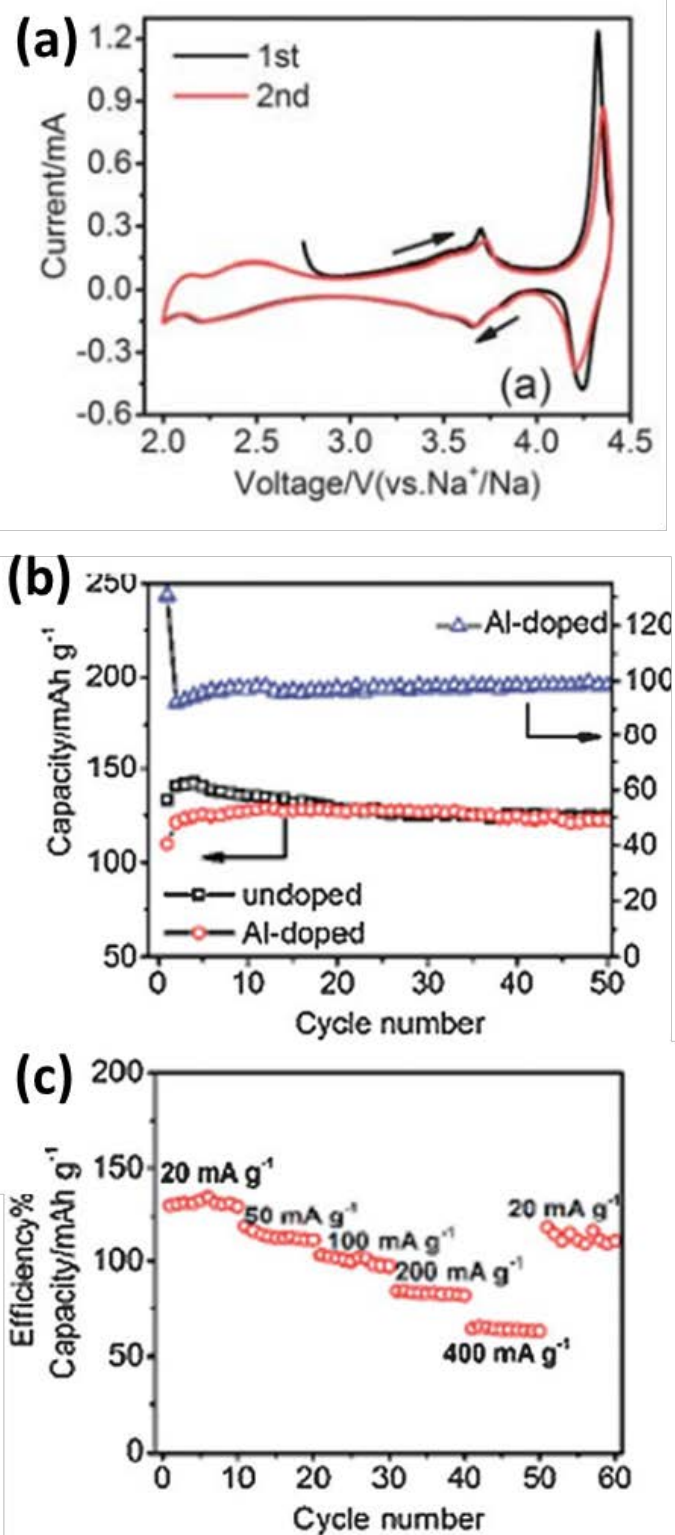 (a)
1st
2nd
1.2
0.9
0.6
0.3
0.0
-0.3
-0.6
Current/mA
(a)
2.0 2.5 3.0 3.5 4.0 4.5
Voltage/V(vs.Na⁺/Na)
(b)
250
200
150
100
50
Capacity/mAh g⁻¹
Al-doped
120
100
80
60
40
20
0
undoped
Al-doped
0 10 20 30 40 50
Cycle number
(c)
200
150
100
50
0
Efficiency%
Capacity/mAh g⁻¹
20 mA g⁻¹
50 mA g⁻¹
100 mA g⁻¹
200 mA g⁻¹
400 mA g⁻¹
20 mA g⁻¹
0 10 20 30 40 50 60
Cycle number